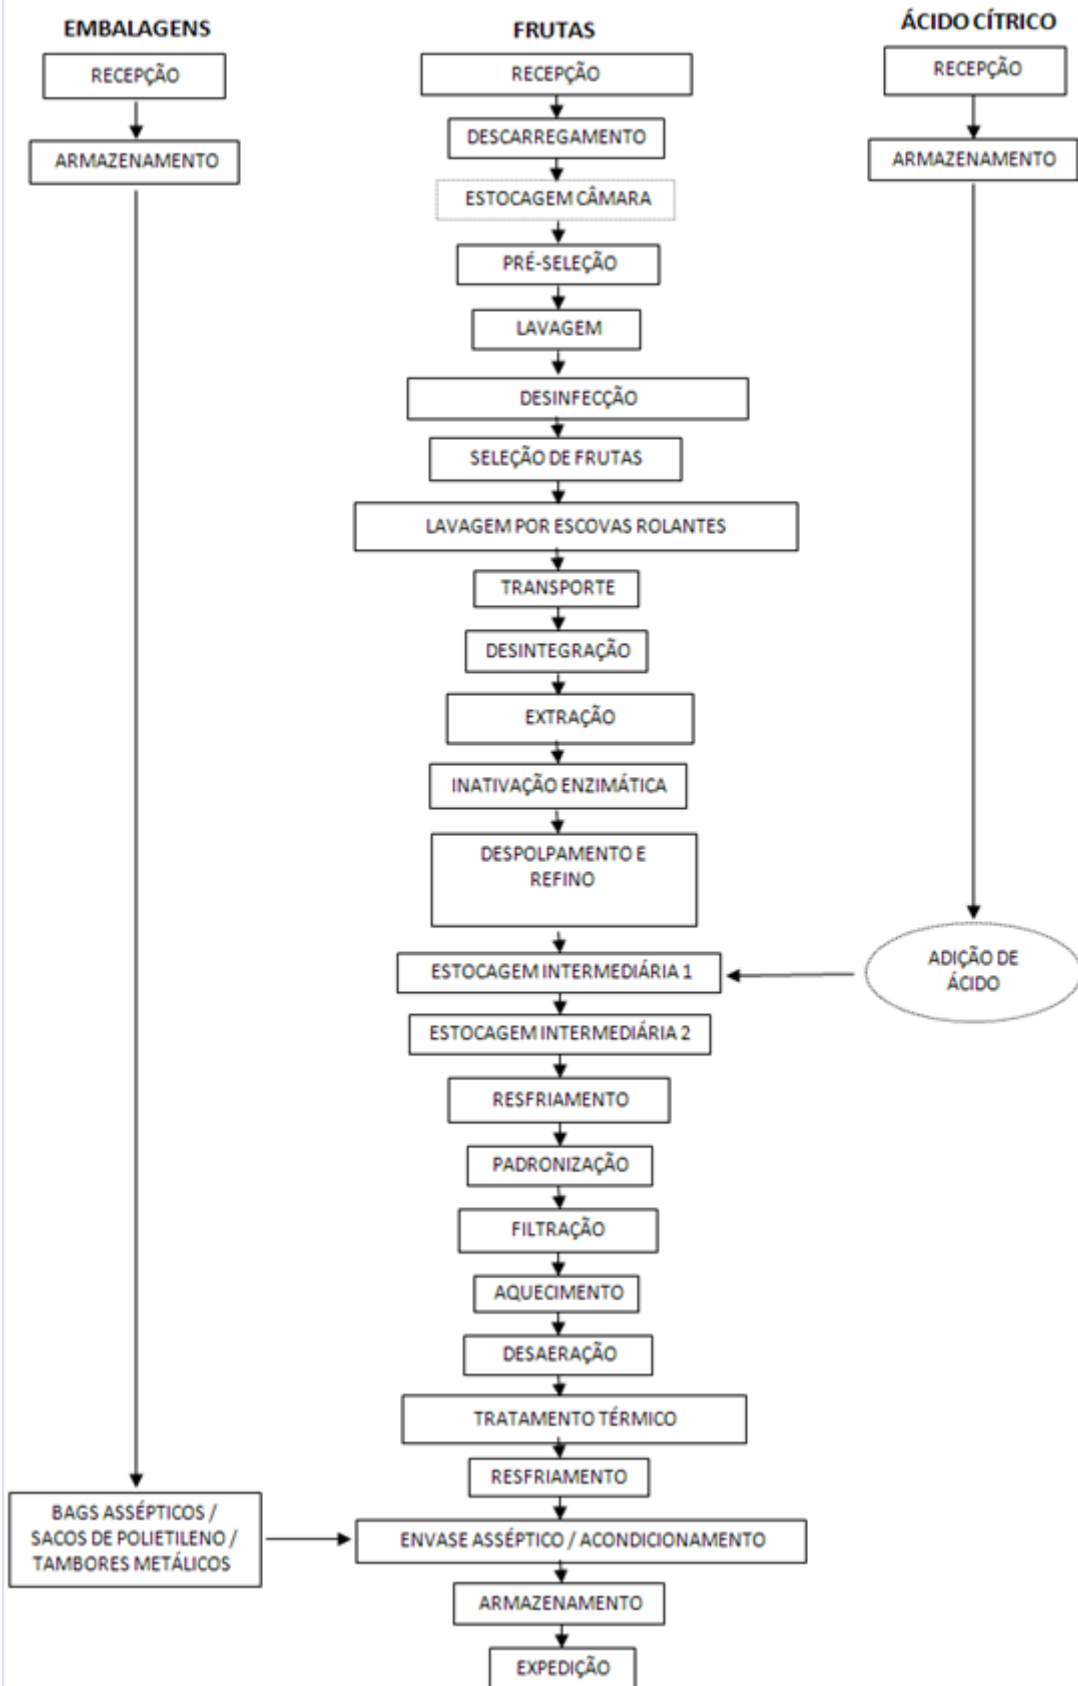 EMBALAGENS
RECEPÇÃO
ARMAZENAMENTO
BAGS ASSÉPTICOS /
SACOS DE POLIETILENO /
TAMBORES METÁLICOS
FRUTAS
RECEPÇÃO
DESCARREGAMENTO
ESTOCAGEM CÂMARA
PRÉ-SELEÇÃO
LAVAGEM
DESINFECÇÃO
SELEÇÃO DE FRUTAS
LAVAGEM POR ESCOVAS ROLANTES
TRANSPORTE
DESINTEGRAÇÃO
EXTRAÇÃO
INATIVAÇÃO ENZIMÁTICA
DESPOLPAMENTO E
REFINO
ESTOCAGEM INTERMEDIÁRIA 1
ESTOCAGEM INTERMEDIÁRIA 2
RESFRIAMENTO
PADRONIZAÇÃO
FILTRAÇÃO
AQUECIMENTO
DESAERAÇÃO
TRATAMENTO TÉRMICO
RESFRIAMENTO
ENVASE ASSÉPTICO / ACONDICIONAMENTO
ARMAZENAMENTO
EXPEDIÇÃO
ÁCIDO CÍTRICO
RECEPÇÃO
ARMAZENAMENTO
ADIÇÃO DE
ÁCIDO